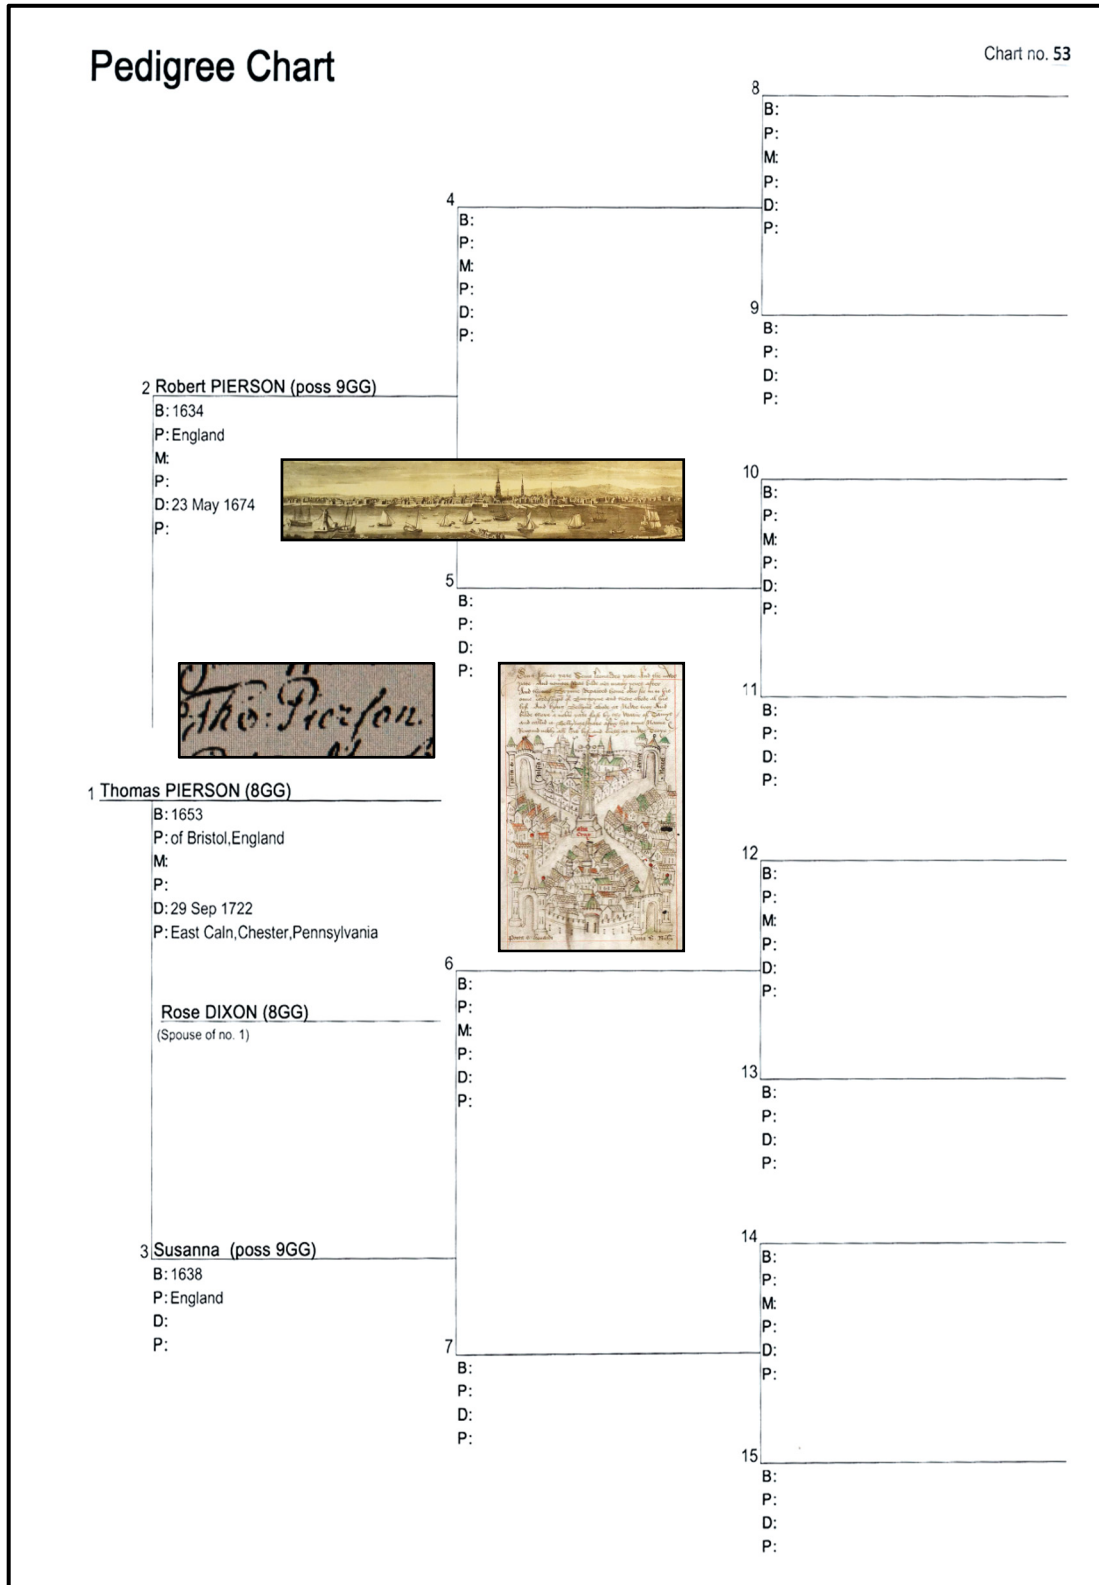 Pedigree Chart
Chart no. 53
8
B:
P:
M:
P:
D:
P:
4
B:
P:
M:
P:
D:
P:
9
B:
P:
D:
P:
2 Robert PIERSON (poss 9GG)
B: 1634
P: England
M:
P:
D: 23 May 1674
P:
10
B:
P:
M:
P:
D:
P:
5
B:
P:
D:
P:
11
B:
P:
D:
P:
Tho: Pierson.
1 Thomas PIERSON (8GG)
B: 1653
P: of Bristol,England
M:
P:
D: 29 Sep 1722
P: East Caln,Chester,Pennsylvania
12
B:
P:
M:
P:
D:
P:
6
B:
P:
M:
P:
D:
P:
Rose DIXON (8GG)
(Spouse of no. 1)
13
B:
P:
D:
P:
3 Susanna (poss 9GG)
B: 1638
P: England
D:
P:
14
B:
P:
M:
P:
D:
P:
7
B:
P:
D:
P:
15
B:
P:
D:
P: